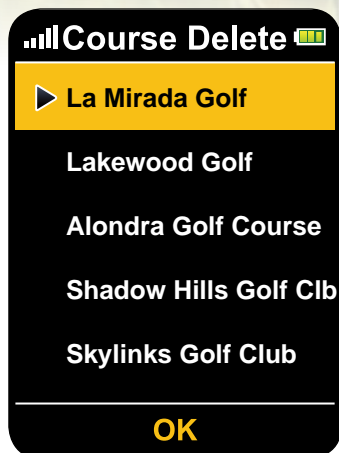 Course Delete
La Mirada Golf
Lakewood Golf
Alondra Golf Course
Shadow Hills Golf Clb
Skylinks Golf Club
OK